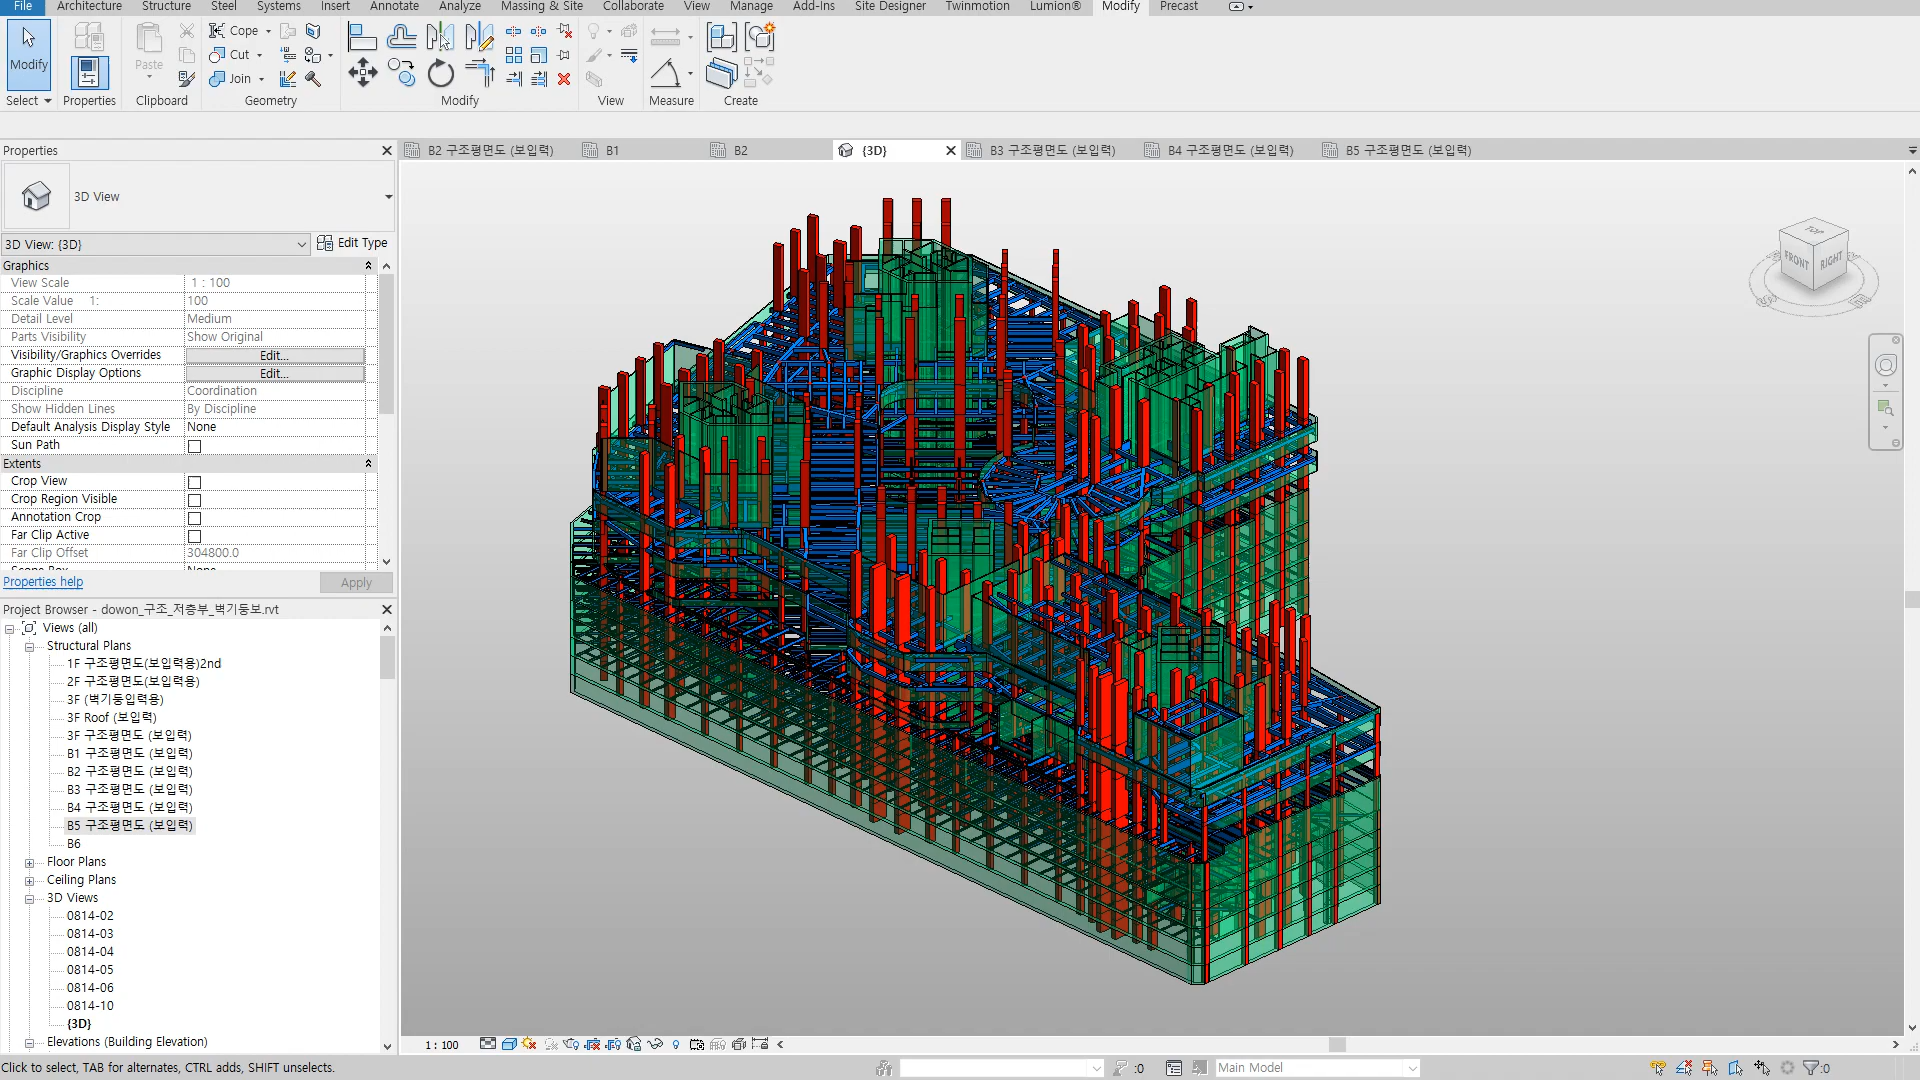 File Architecture Structure Steel Systems Insert Annotate Analyze Massing & Site Collaborate View Manage Add-Ins Site Designer Twinmotion Lumion® Modify Precast
Modify
Paste
Cope
Cut
Join
Select Properties Clipboard Geometry Modify View Measure Create
Properties
B2 구조평면도 (보입력) B1 B2 {3D} B3 구조평면도 (보입력) B4 구조평면도 (보입력) B5 구조평면도 (보입력)
3D View
3D View: {3D} Edit Type
Graphics
View Scale 1 : 100
Scale Value 1: 100
Detail Level Medium
Parts Visibility Show Original
Visibility/Graphics Overrides Edit...
Graphic Display Options Edit...
Discipline Coordination
Show Hidden Lines By Discipline
Default Analysis Display Style None
Sun Path
Extents
Crop View
Crop Region Visible
Annotation Crop
Far Clip Active
Far Clip Offset 304800.0
Scope Box None
Properties help Apply
Project Browser - dowon_구조_저층부_벽기둥보.rvt
Views (all)
Structural Plans
1F 구조평면도(보입력용)2nd
2F 구조평면도(보입력용)
3F (벽기둥입력용)
3F Roof (보입력)
3F 구조평면도 (보입력)
B1 구조평면도 (보입력)
B2 구조평면도 (보입력)
B3 구조평면도 (보입력)
B4 구조평면도 (보입력)
B5 구조평면도 (보입력)
B6
Floor Plans
Ceiling Plans
3D Views
0814-02
0814-03
0814-04
0814-05
0814-06
0814-10
{3D}
Elevations (Building Elevation)
TOP
FRONT RIGHT
S E
1 : 100
Click to select, TAB for alternates, CTRL adds, SHIFT unselects.
:0
Main Model
:0